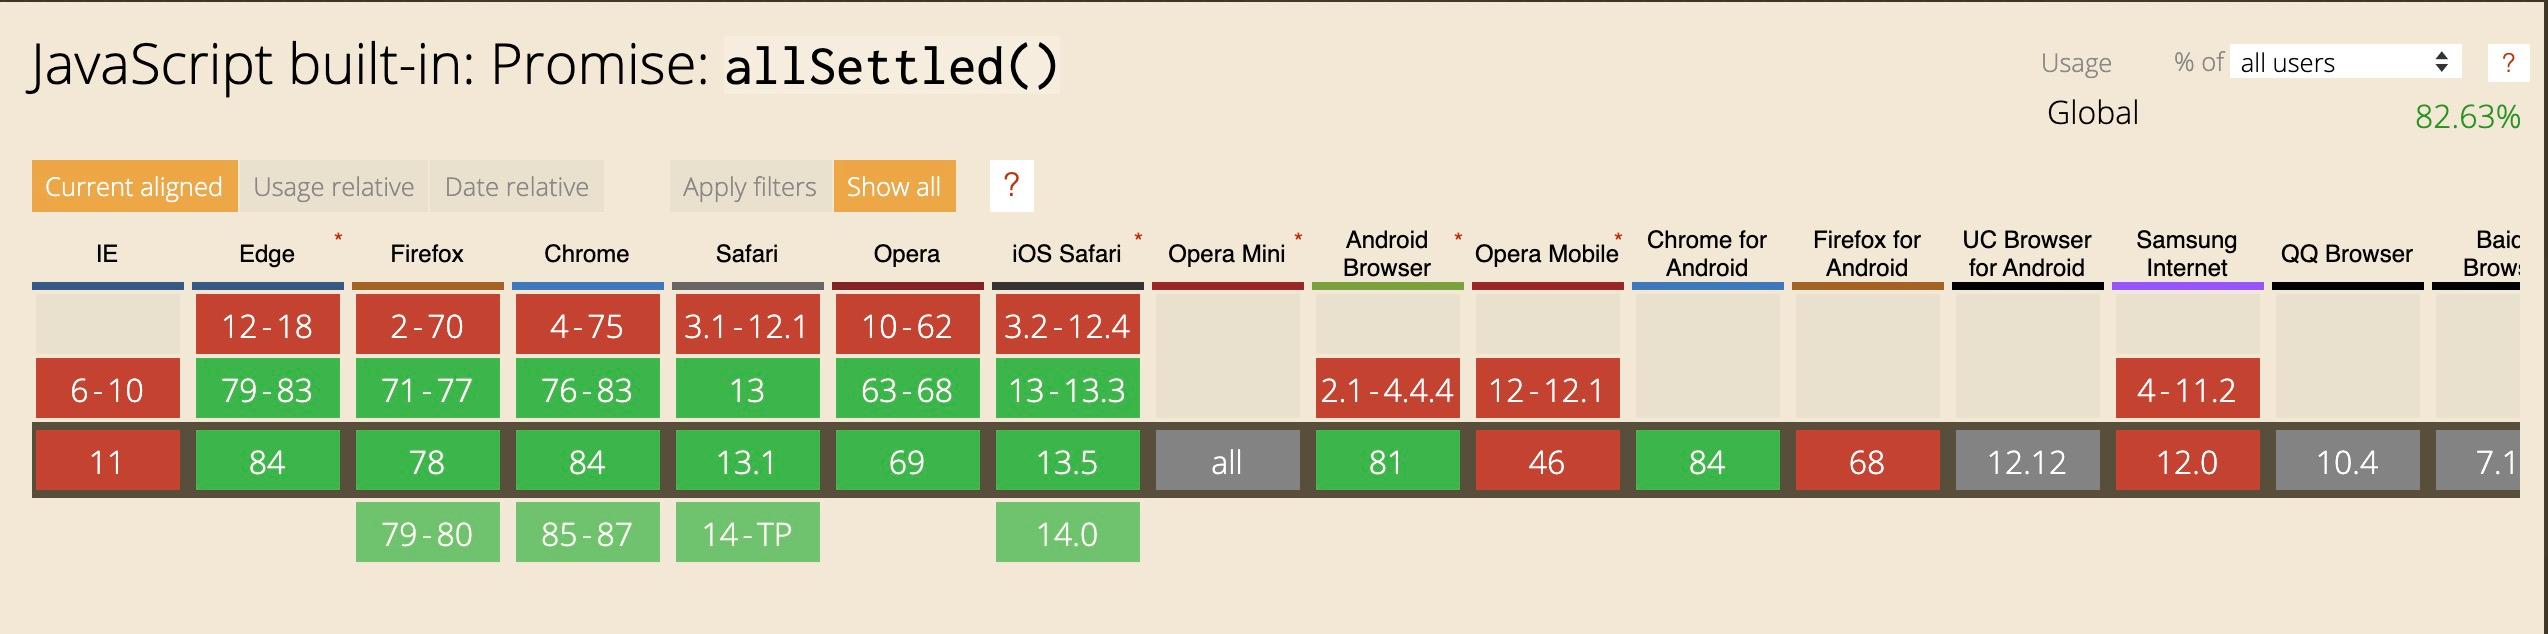 JavaScript built-in: Promise: allSettled()
Usage % of all users ?
Global 82.63%
Current aligned Usage relative Date relative Apply filters Show all ?
IE Edge * Firefox Chrome Safari Opera iOS Safari * Opera Mini * Android Browser * Opera Mobile * Chrome for Android Firefox for Android UC Browser for Android Samsung Internet QQ Browser
12-18 2-70 4-75 3.1-12.1 10-62 3.2-12.4
6-10 79-83 71-77 76-83 13 63-68 13-13.3 2.1-4.4.4 12-12.1 4-11.2
11 84 78 84 13.1 69 13.5 all 81 46 84 68 12.12 12.0 10.4 7.1
79-80 85-87 14-TP 14.0